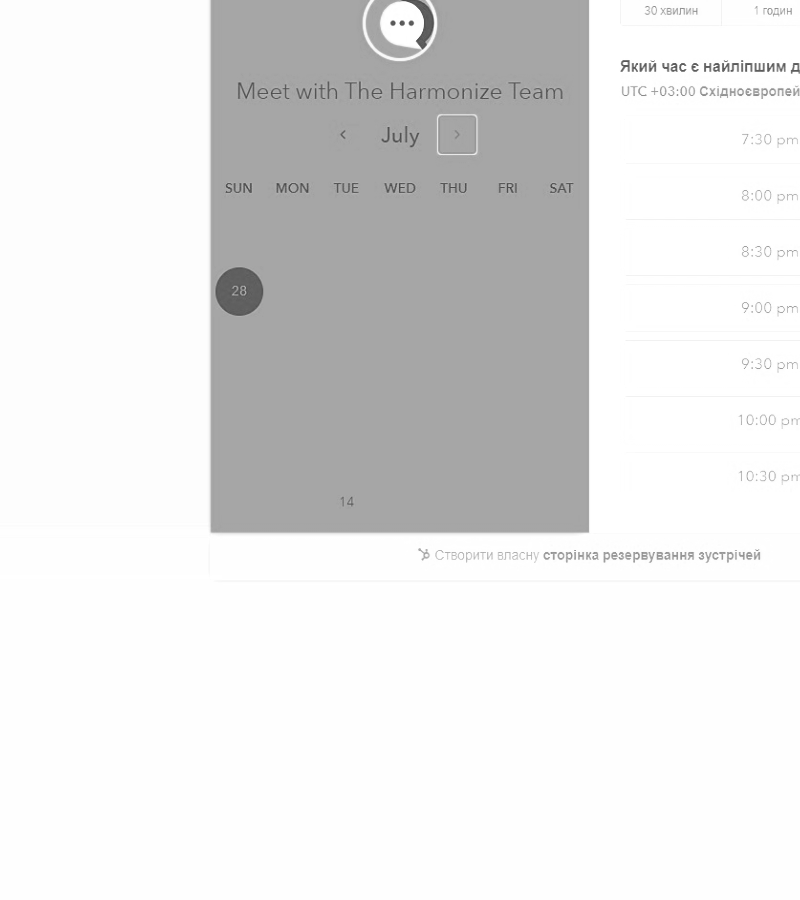 Meet with The Harmonize Team
July
SUN MON TUE WED THU FRI SAT
28
14
30 хвилин 1 годин
Який час є найліпшим
UTC +03:00
7:30 pm
8:00 pm
8:30 pm
9:00 pm
9:30 pm
10:00 pm
10:30 pm
Створити власну сторінка резервування зустрічей